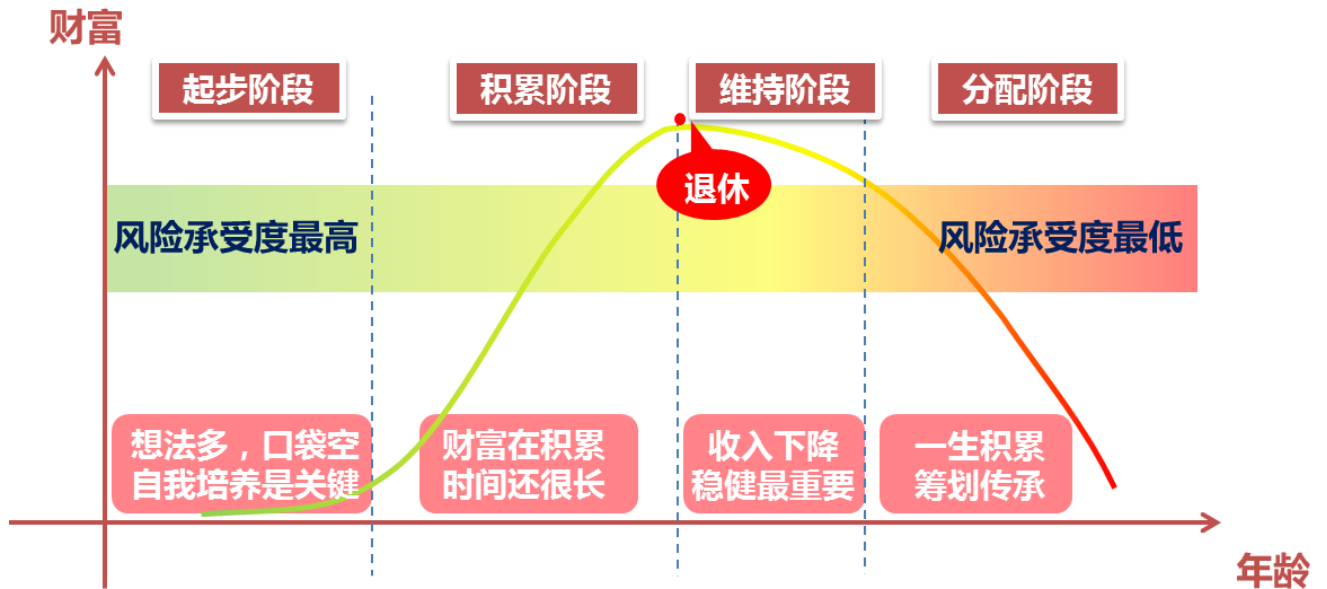 财富
起步阶段
积累阶段
维持阶段
分配阶段
退休
风险承受度最高
风险承受度最低
想法多，口袋空
自我培养是关键
财富在积累
时间还很长
收入下降
稳健最重要
一生积累
筹划传承
年龄